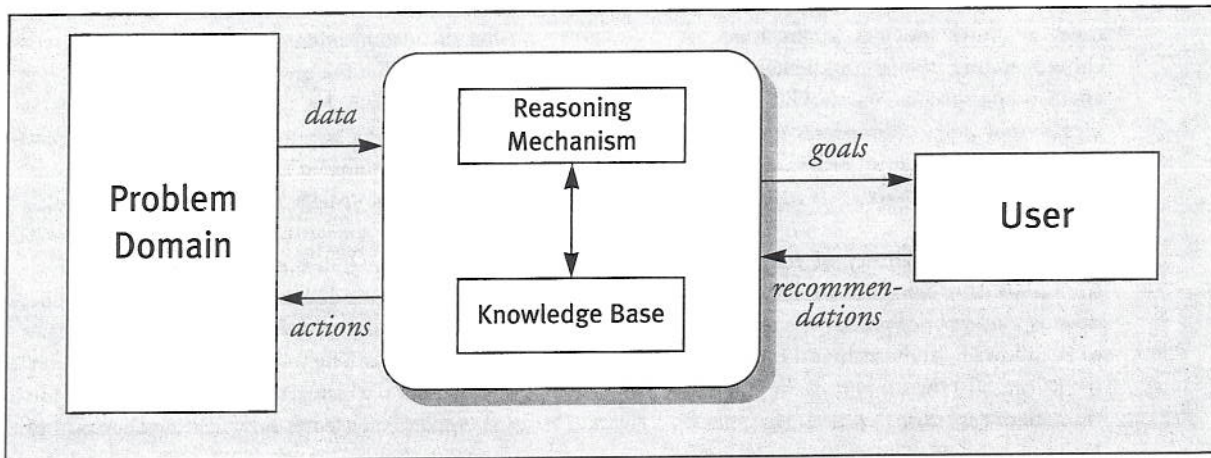 Problem
Domain
data
actions
Reasoning
Mechanism
Knowledge Base
goals
recommen-
dations
User